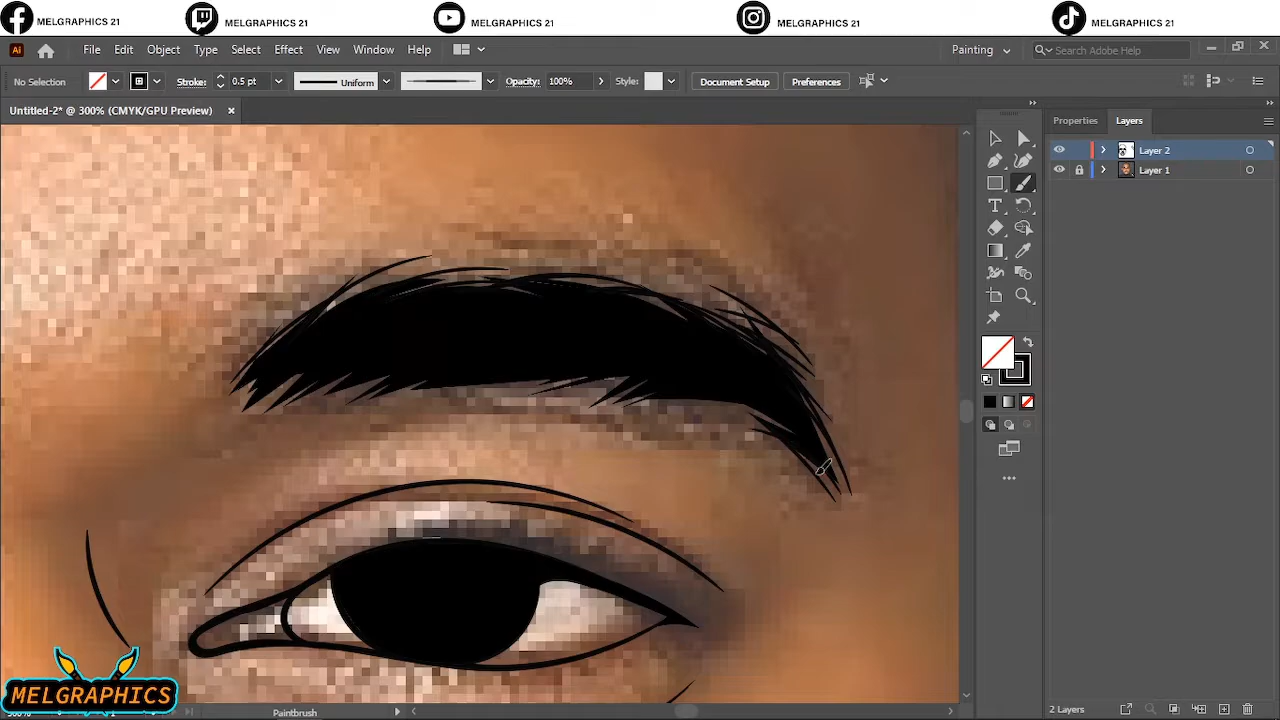 MELGRAPHICS 21 MELGRAPHICS 21 MELGRAPHICS 21 MELGRAPHICS 21 MELGRAPHICS 21
Ai File Edit Object Type Select Effect View Window Help Painting Search Adobe Help
No Selection Stroke: 0.5 pt Uniform Opacity: 100% Style: Document Setup Preferences
Untitled-2* @ 300% (CMYK/GPU Preview)
Properties Layers
Layer 2
Layer 1
T
MELGRAPHICS
Paintbrush
2 Layers